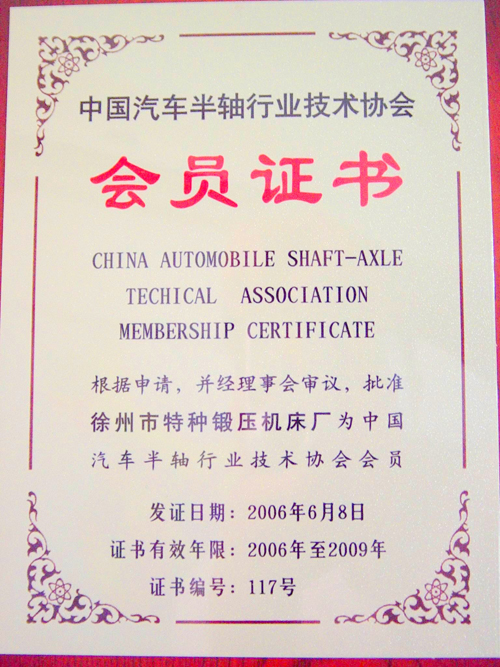 中国汽车半轴行业技术协会
会员证书
CHINA AUTOMOBILE SHAFT-AXLE
TECHICAL ASSOCIATION
MEMBERSHIP CERTIFICATE
根据申请，并经理事会审议，批准
徐州市特种锻压机床厂为中国
汽车半轴行业技术协会会员
发证日期：2006年6月8日
证书有效年限：2006年至2009年
证书编号：117号